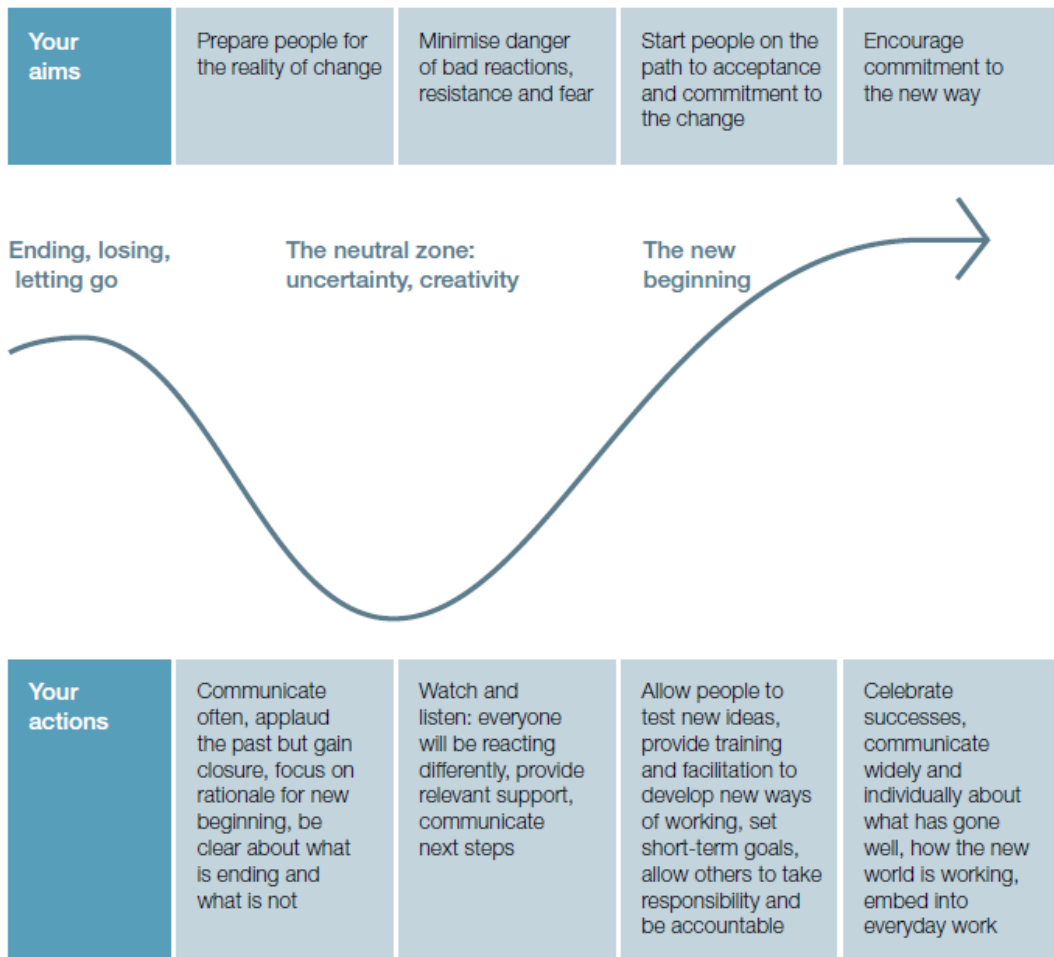 Your
aims
Prepare people for
the reality of change
Minimise danger
of bad reactions,
resistance and fear
Start people on the
path to acceptance
and commitment to
the change
Encourage
commitment to
the new way
Ending, losing,
letting go
The neutral zone:
uncertainty, creativity
The new
beginning
Your
actions
Communicate
often, applaud
the past but gain
closure, focus on
rationale for new
beginning, be
clear about what
is ending and
what is not
Watch and
listen: everyone
will be reacting
differently, provide
relevant support,
communicate
next steps
Allow people to
test new ideas,
provide training
and facilitation to
develop new ways
of working, set
short-term goals,
allow others to take
responsibility and
be accountable
Celebrate
successes,
communicate
widely and
individually about
what has gone
well, how the new
world is working,
embed into
everyday work